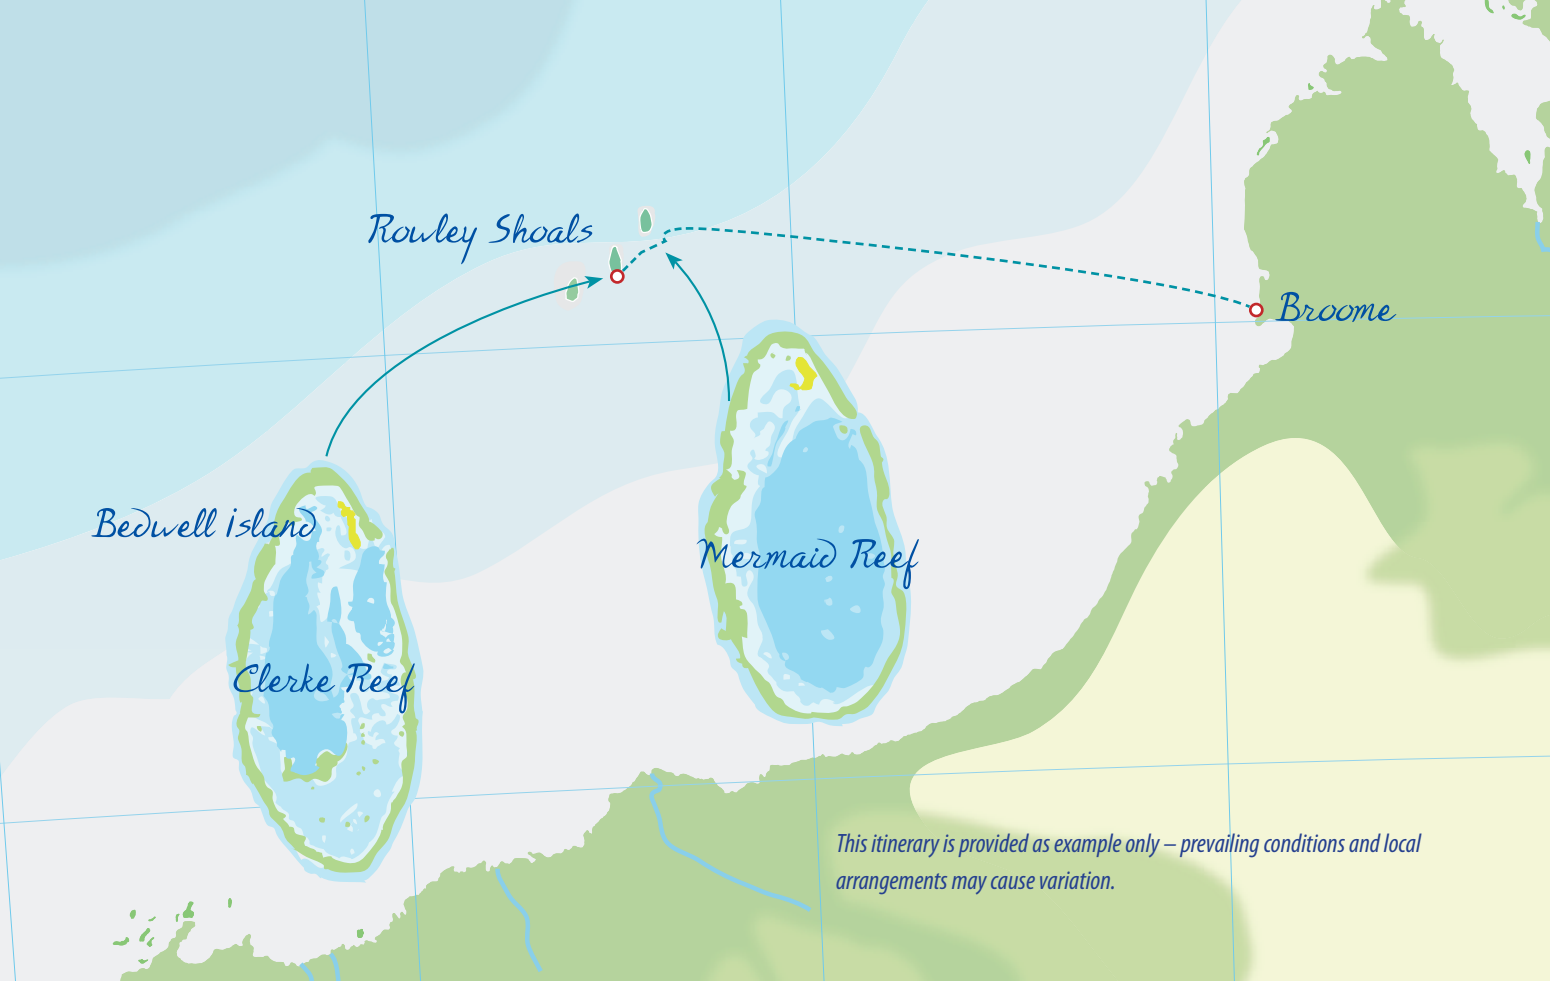 Rowley Shoals
Broome
Bedwell Island
Mermaid Reef
Clerke Reef
This itinerary is provided as example only – prevailing conditions and local
arrangements may cause variation.